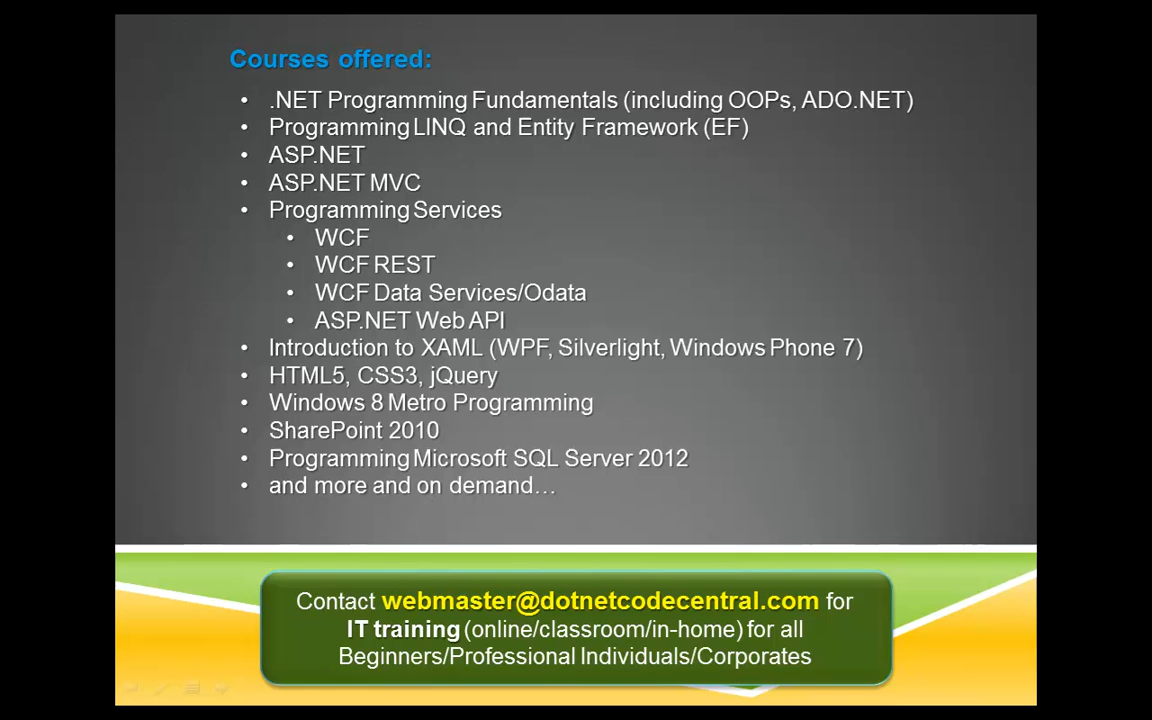 Courses offered:
• .NET Programming Fundamentals (including OOPs, ADO.NET)
• Programming LINQ and Entity Framework (EF)
• ASP.NET
• ASP.NET MVC
• Programming Services
• WCF
• WCF REST
• WCF Data Services/Odata
• ASP.NET Web API
• Introduction to XAML (WPF, Silverlight, Windows Phone 7)
• HTML5, CSS3, jQuery
• Windows 8 Metro Programming
• SharePoint 2010
• Programming Microsoft SQL Server 2012
• and more and on demand…
Contact webmaster@dotnetcodecentral.com for
IT training (online/classroom/in-home) for all
Beginners/Professional Individuals/Corporates